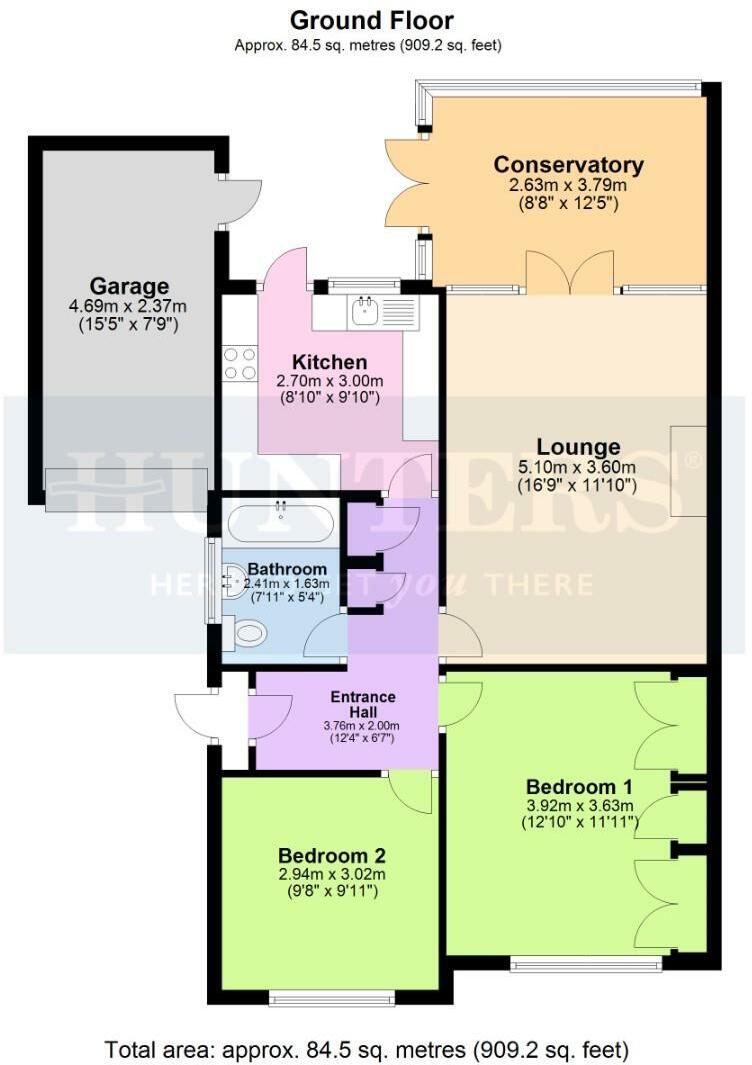 Ground Floor
Approx. 84.5 sq. metres (909.2 sq. feet)
Conservatory
2.63m x 3.79m
(8'8" x 12'5")
Garage
4.69m x 2.37m
(15'5" x 7'9")
Kitchen
2.70m x 3.00m
(8'10" x 9'10")
Lounge
5.10m x 3.60m
(16'9" x 11'10")
HUNTERS®
Bathroom
2.41m x 1.63m
(7'11" x 5'4")
HERE TO GET you THERE
Entrance
Hall
3.76m x 2.00m
(12'4" x 6'7")
Bedroom 1
3.92m x 3.63m
(12'10" x 11'11")
Bedroom 2
2.94m x 3.02m
(9'8" x 9'11")
Total area: approx. 84.5 sq. metres (909.2 sq. feet)